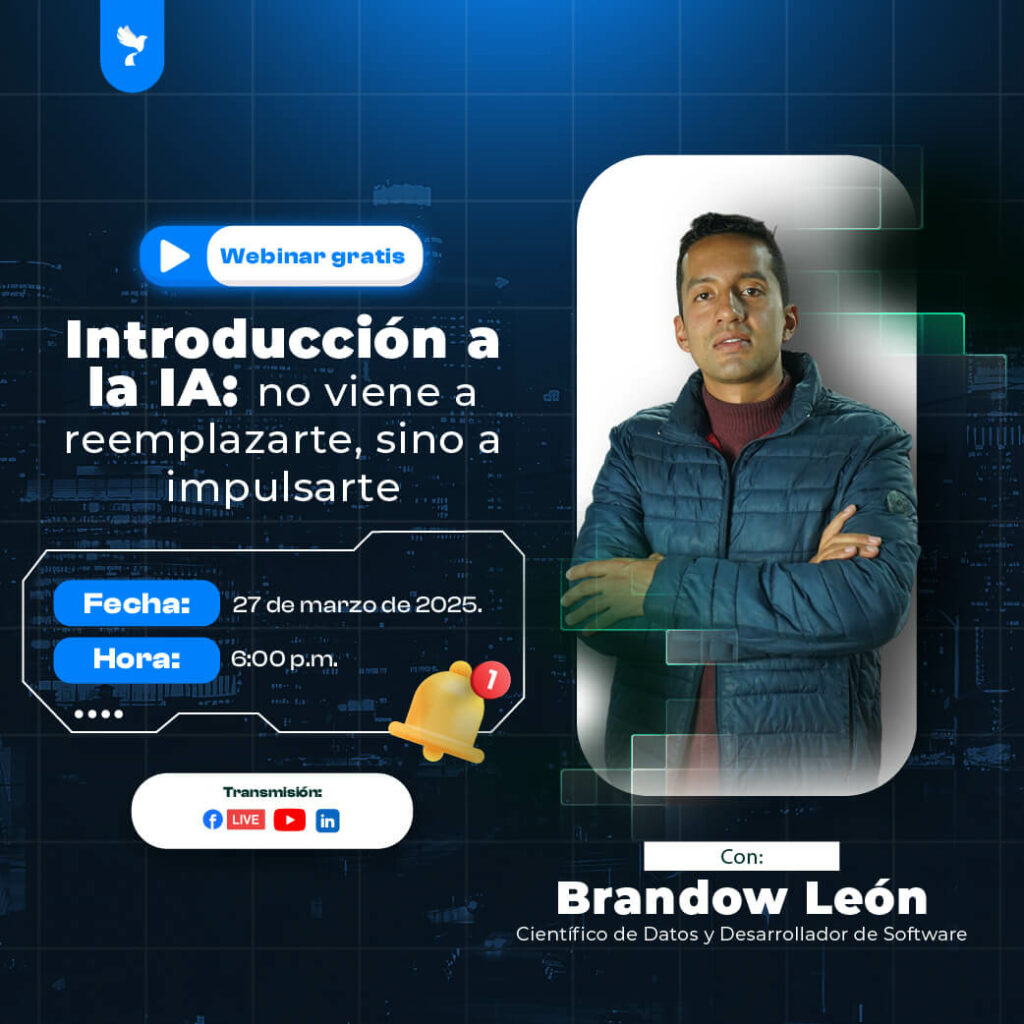 Webinar gratis
Introducción a
la IA: no viene a
reemplazarte, sino a
impulsarte
Fecha: 27 de marzo de 2025.
Hora: 6:00 p.m.
1
Transmisión:
LIVE
in
Con:
Brandow León
Científico de Datos y Desarrollador de Software